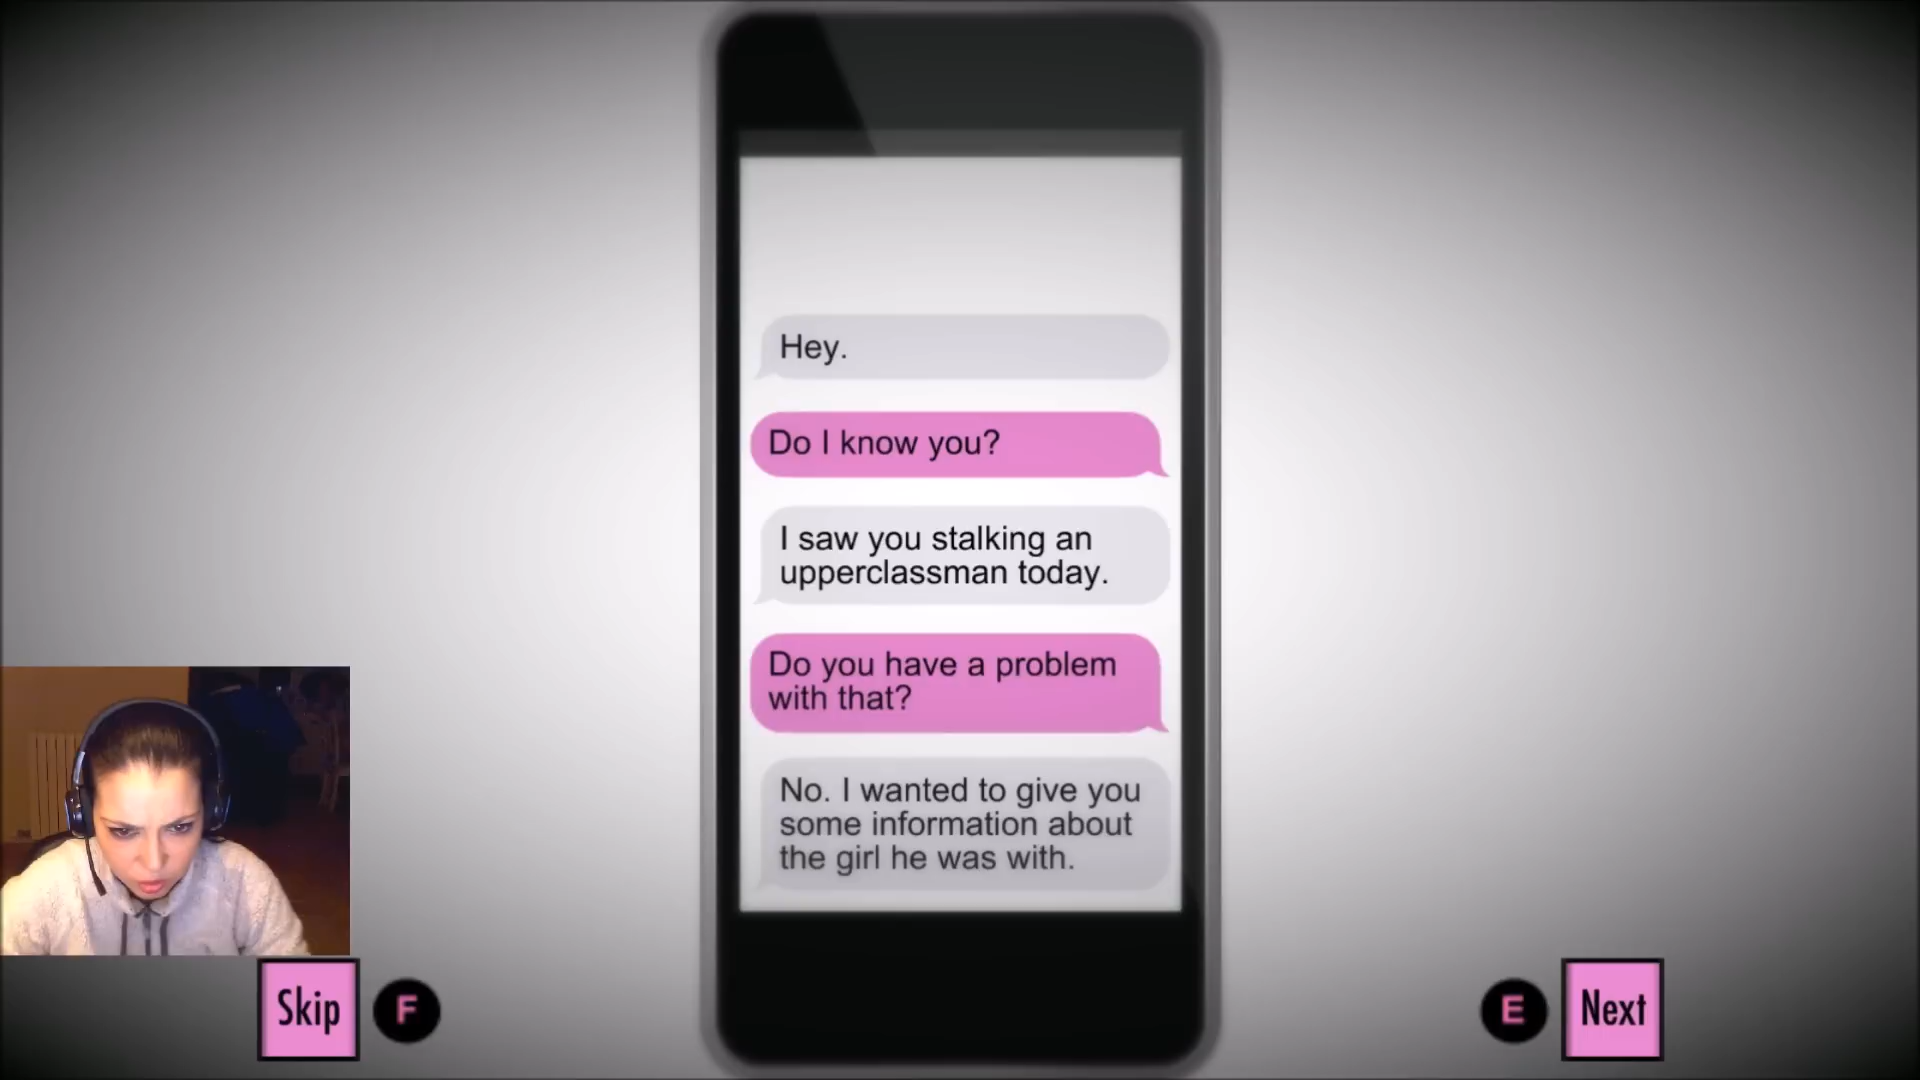 Hey.
Do I know you?
I saw you stalking an
upperclassman today.
Do you have a problem
with that?
No. I wanted to give you
some information about
the girl he was with.
Skip F
E Next